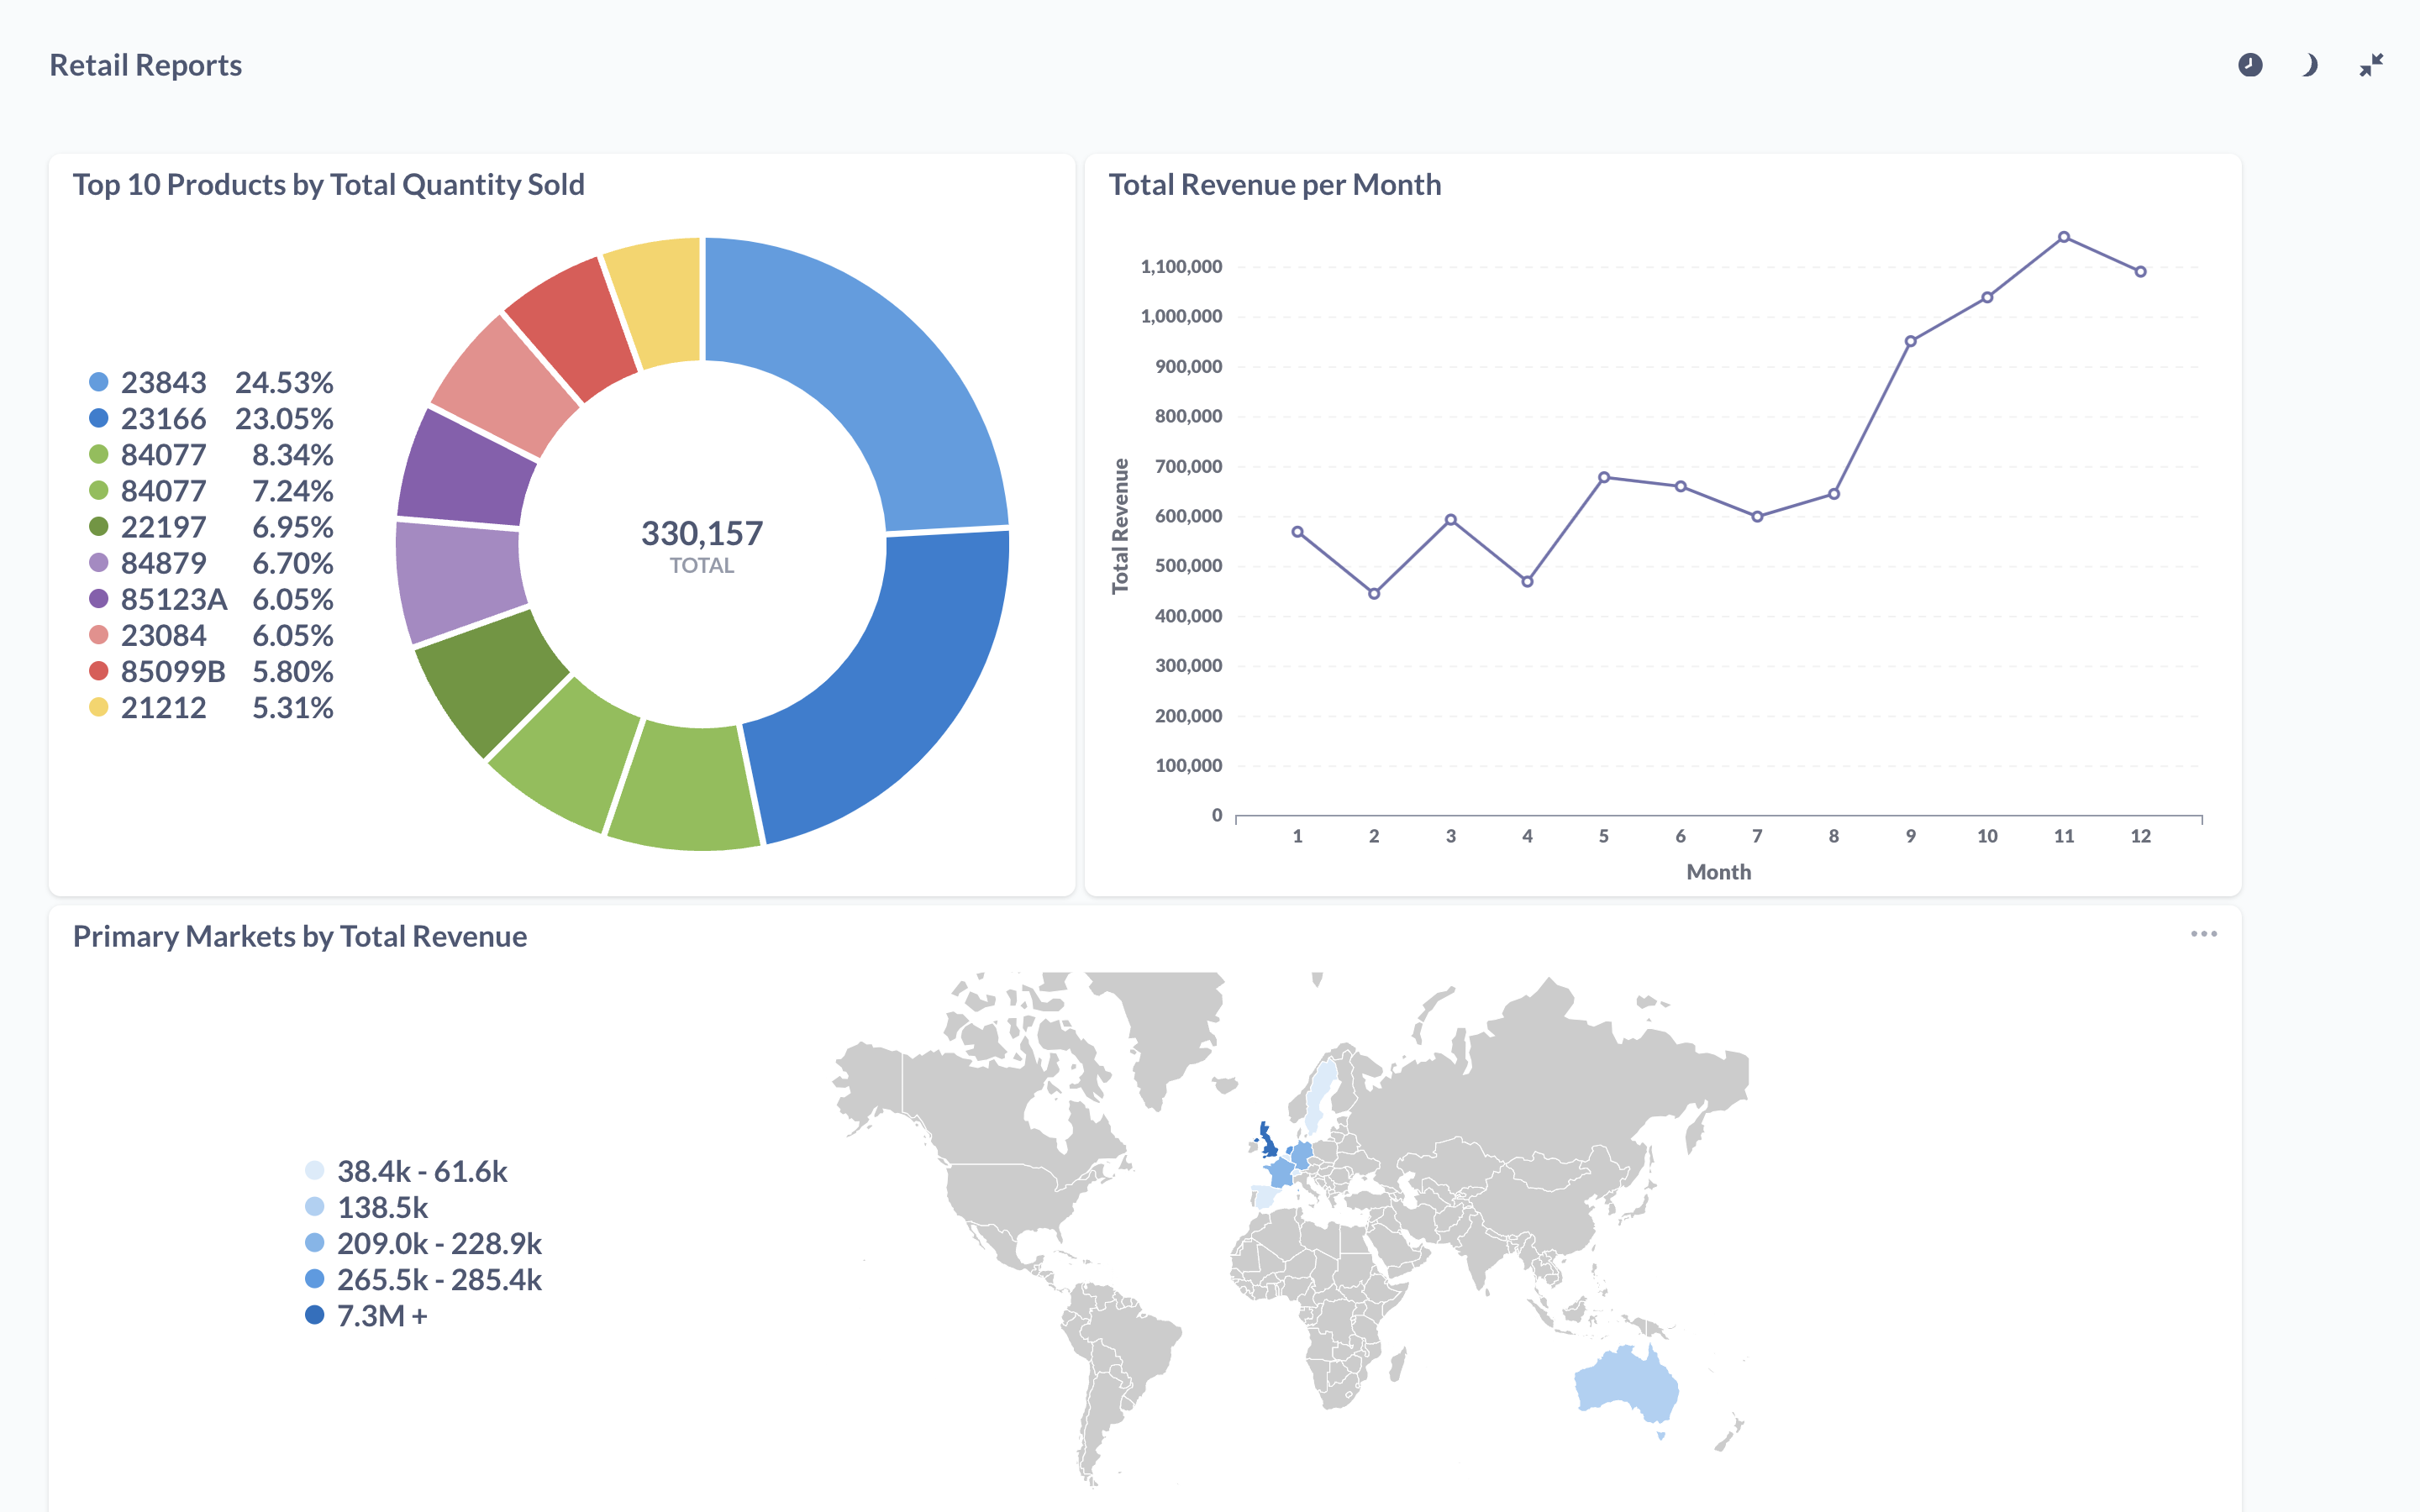 Retail Reports
Top 10 Products by Total Quantity Sold
23843 24.53%
23166 23.05%
84077 8.34%
84077 7.24%
22197 6.95%
84879 6.70%
85123A 6.05%
23084 6.05%
85099B 5.80%
21212 5.31%
330,157
TOTAL
Total Revenue per Month
Total Revenue
1,100,000
1,000,000
900,000
800,000
700,000
600,000
500,000
400,000
300,000
200,000
100,000
0
1 2 3 4 5 6 7 8 9 10 11 12
Month
Primary Markets by Total Revenue
38.4k - 61.6k
138.5k
209.0k - 228.9k
265.5k - 285.4k
7.3M +